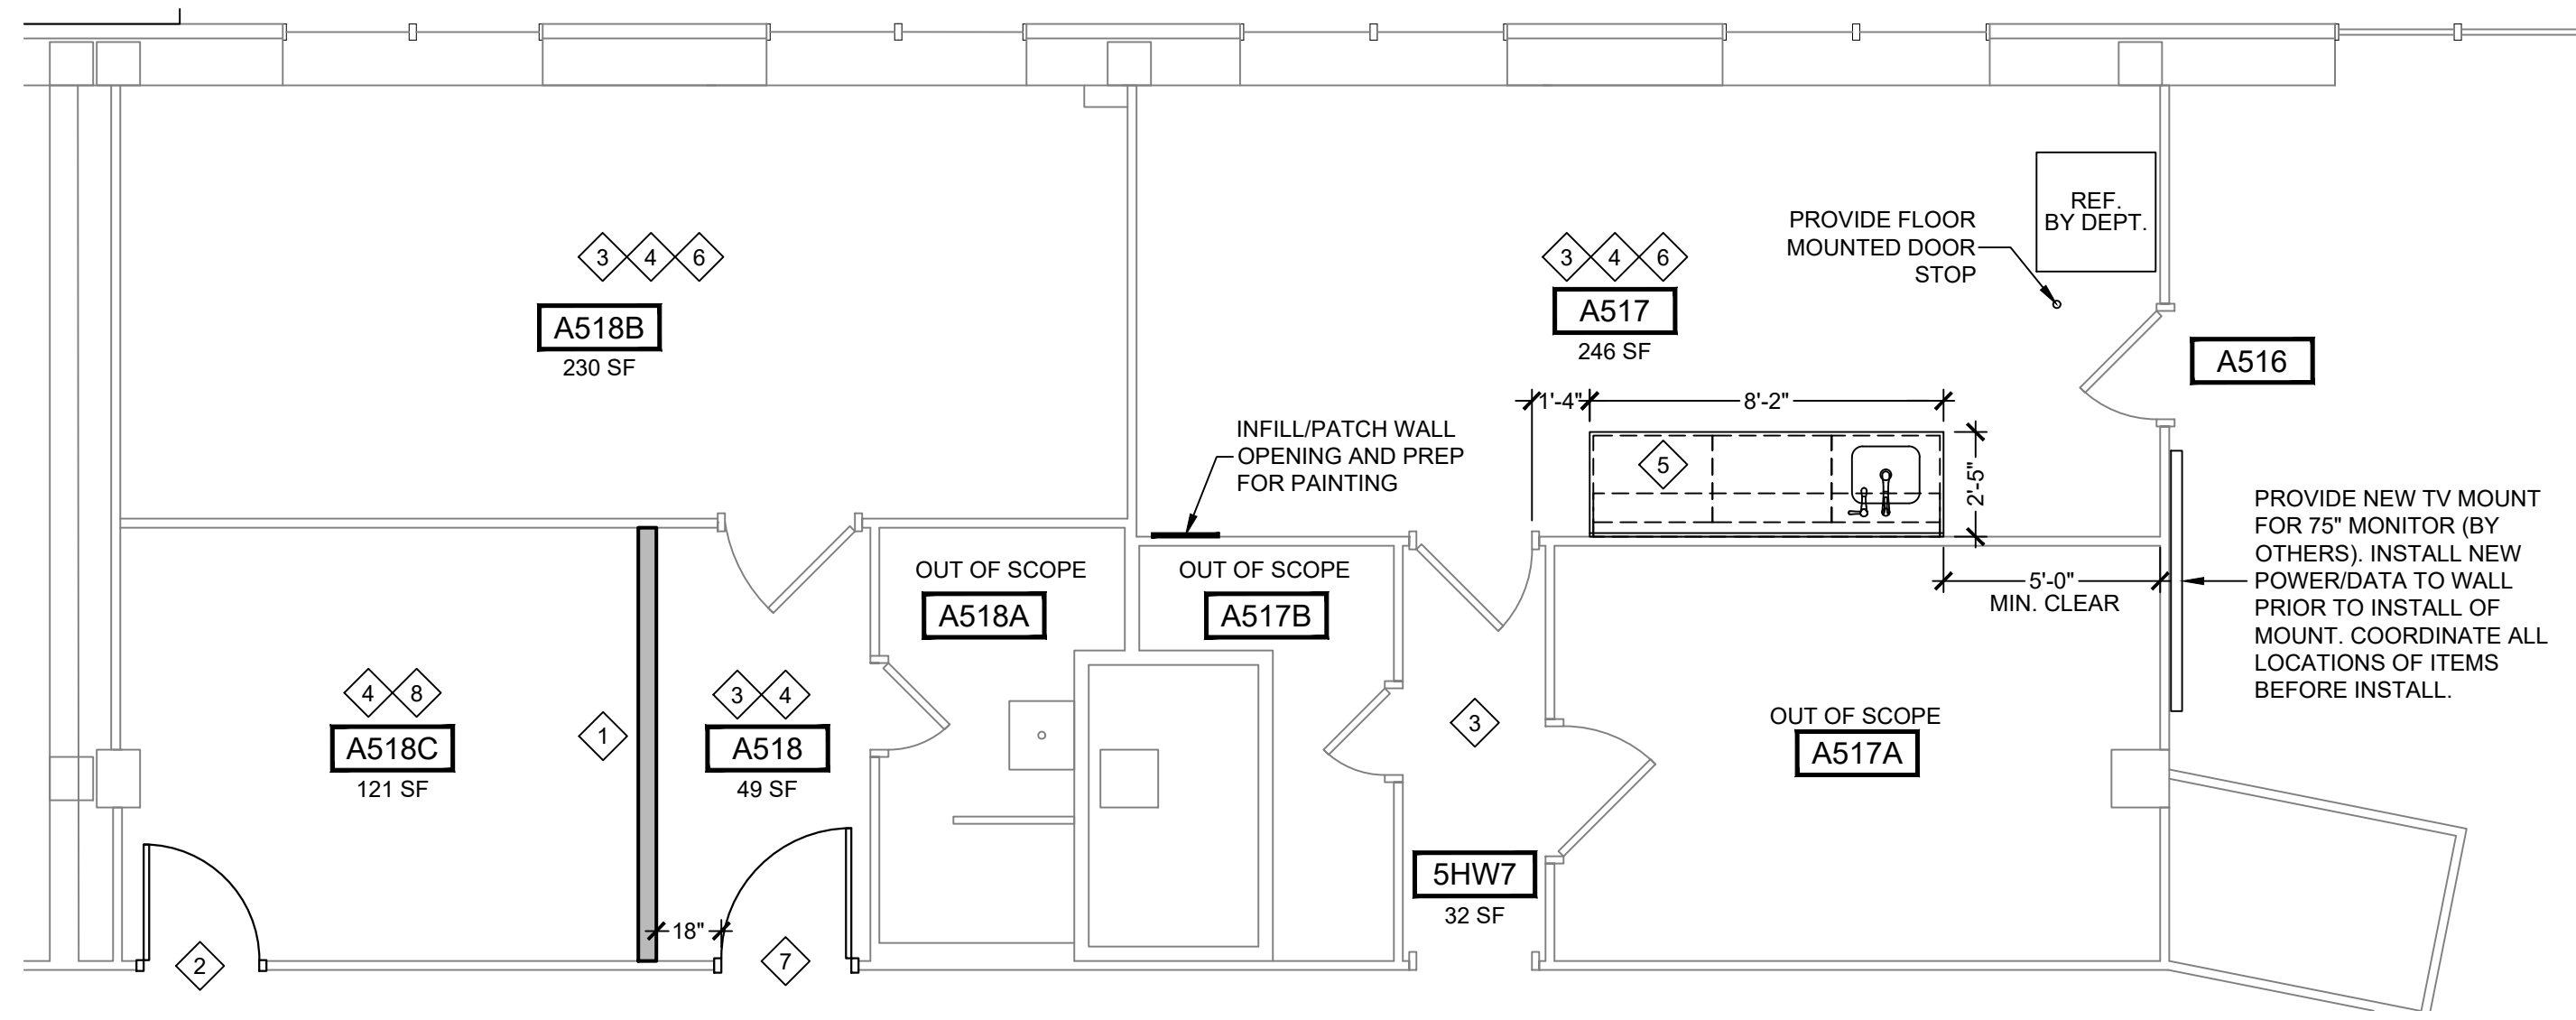 REF.
BY DEPT.
PROVIDE FLOOR
MOUNTED DOOR
STOP
3 4 6
A518B
230 SF
3 4 6
A517
246 SF
A516
1'-4"
8'-2"
2'-5"
5
INFILL/PATCH WALL
OPENING AND PREP
FOR PAINTING
PROVIDE NEW TV MOUNT
FOR 75" MONITOR (BY
OTHERS). INSTALL NEW
POWER/DATA TO WALL
PRIOR TO INSTALL OF
MOUNT. COORDINATE ALL
LOCATIONS OF ITEMS
BEFORE INSTALL.
5'-0"
MIN. CLEAR
OUT OF SCOPE
A518A
OUT OF SCOPE
A517B
4 8
A518C
121 SF
1
3 4
A518
49 SF
3
OUT OF SCOPE
A517A
5HW7
32 SF
18"
2
7